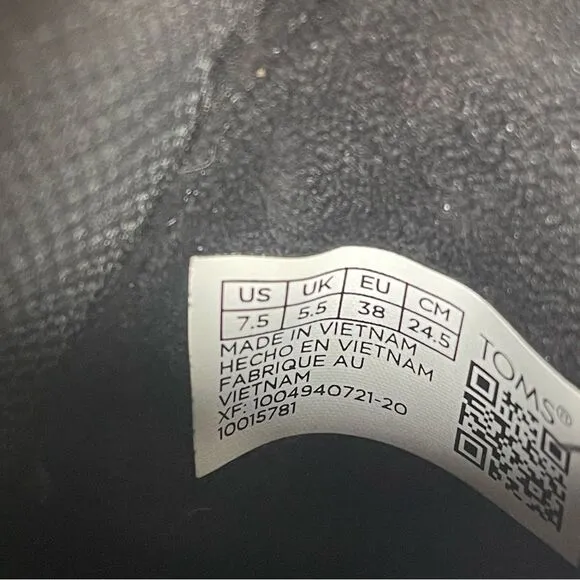 US UK EU CM
7.5 5.5 38 24.5
MADE IN VIETNAM
HECHO EN VIETNAM
FABRIQUE AU
VIETNAM
XF: 1004940721-20
10015781
TOMS®